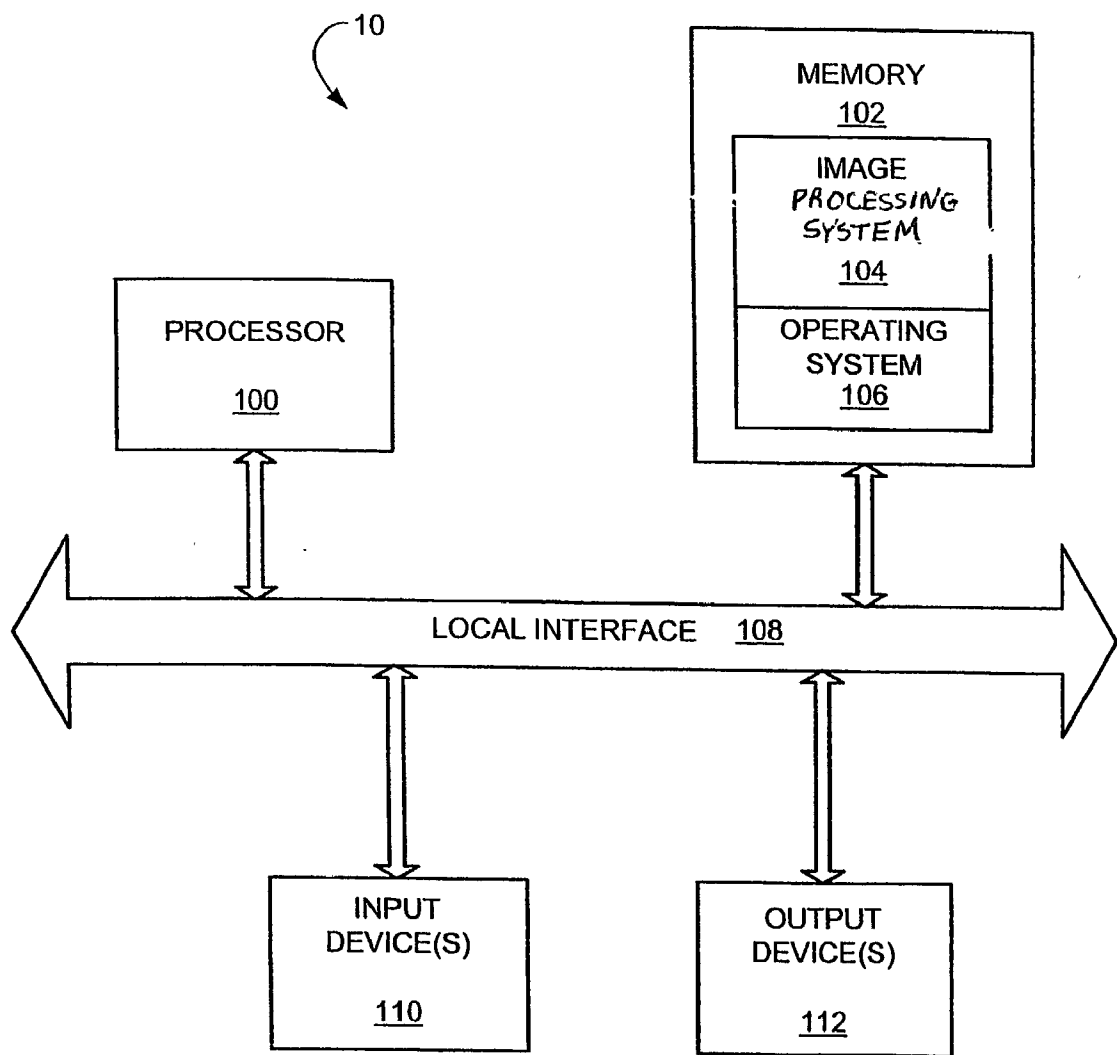 10
MEMORY
102
IMAGE
PROCESSING
SYSTEM
104
OPERATING
SYSTEM
106
PROCESSOR
100
LOCAL INTERFACE 108
INPUT
DEVICE(S)
110
OUTPUT
DEVICE(S)
112